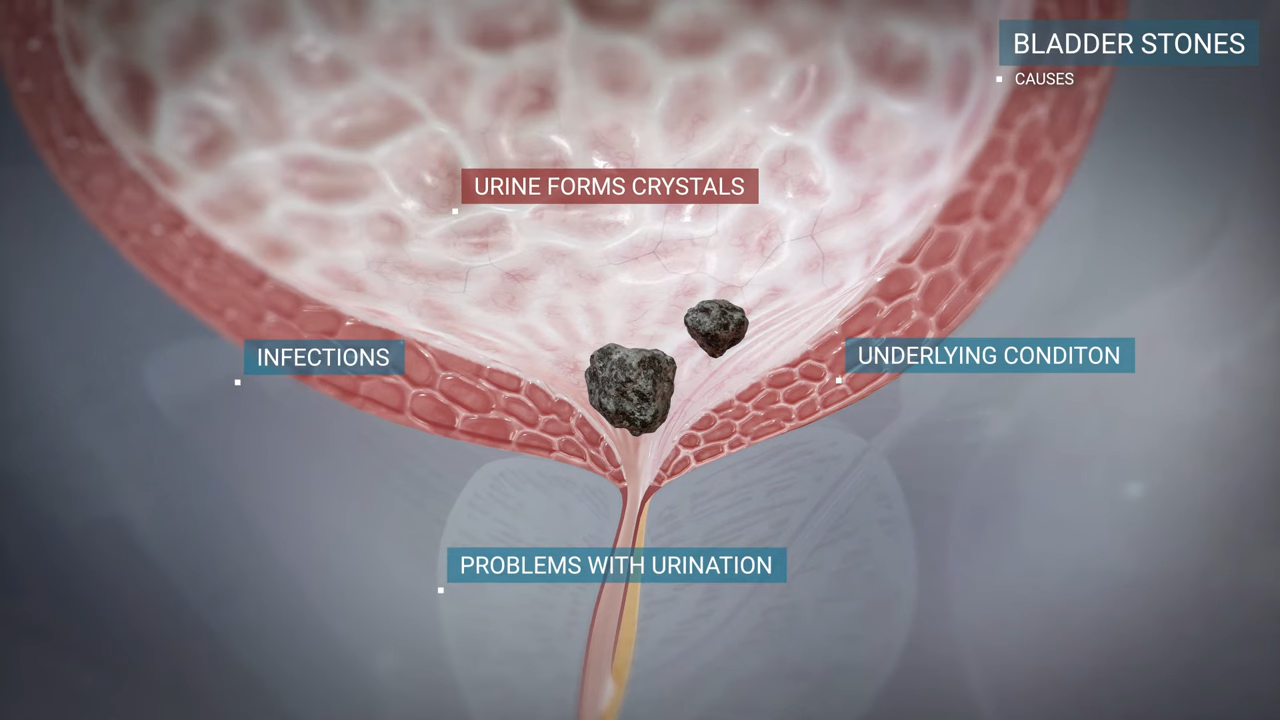 BLADDER STONES
CAUSES
URINE FORMS CRYSTALS
INFECTIONS
UNDERLYING CONDITON
PROBLEMS WITH URINATION